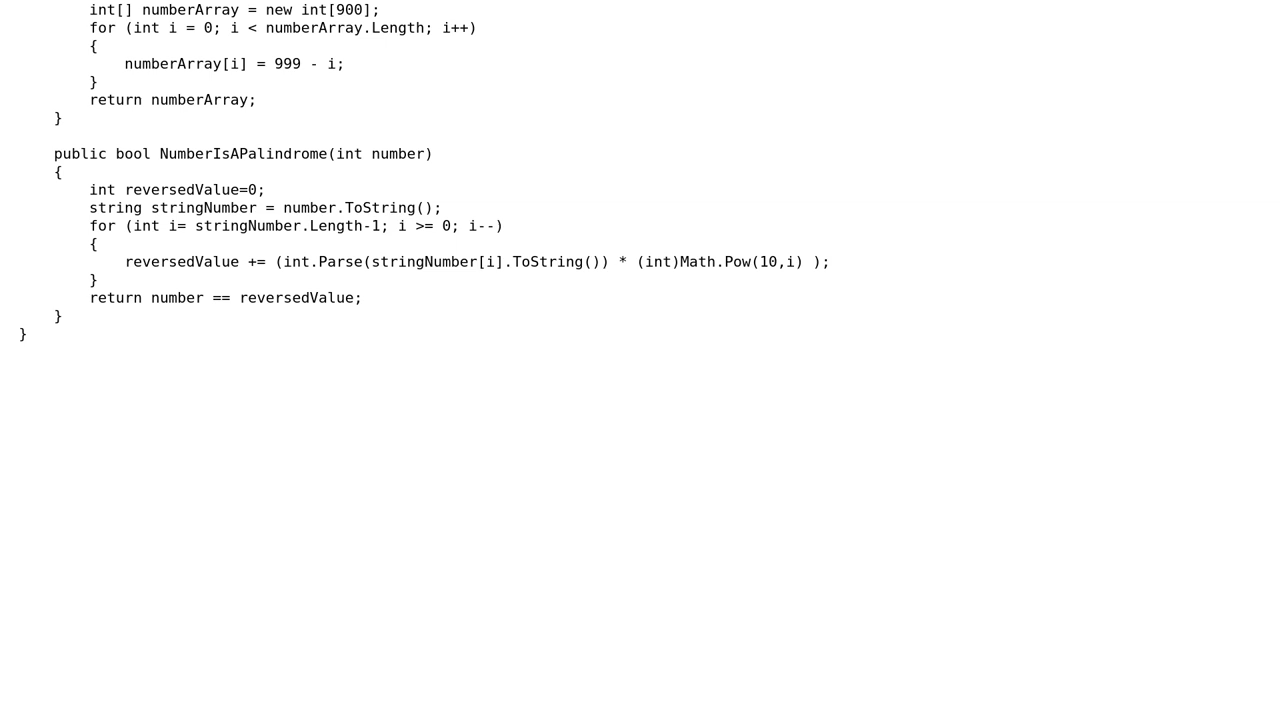 int[] numberArray = new int[900];
for (int i = 0; i < numberArray.Length; i++)
{
numberArray[i] = 999 - i;
}
return numberArray;
}
public bool NumberIsAPalindrome(int number)
{
int reversedValue=0;
string stringNumber = number.ToString();
for (int i= stringNumber.Length-1; i >= 0; i--)
{
reversedValue += (int.Parse(stringNumber[i].ToString()) * (int)Math.Pow(10,i) );
}
return number == reversedValue;
}
}